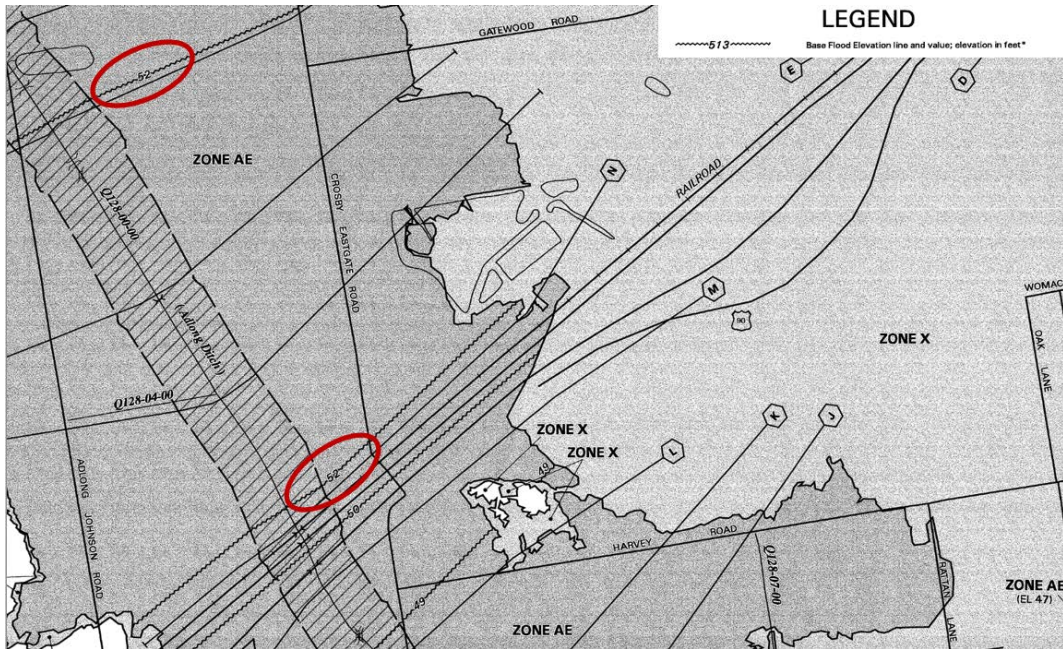 LEGEND
513
Base Flood Elevation line and value; elevation in feet*
GATEWOOD ROAD
E
D
52
ZONE AE
N
RAILROAD
CROSBY EASTGATE ROAD
Q128-00-00
(Adlong Ditch)
M
90
WOMAC
OAK LANE
ZONE X
Q128-04-00
K
J
ZONE X
ZONE X
L
52
49
50
ADLONG JOHNSON ROAD
HARVEY ROAD
Q128-07-00
RATTAN LANE
ZONE AE
(EL 47)
49
ZONE AE